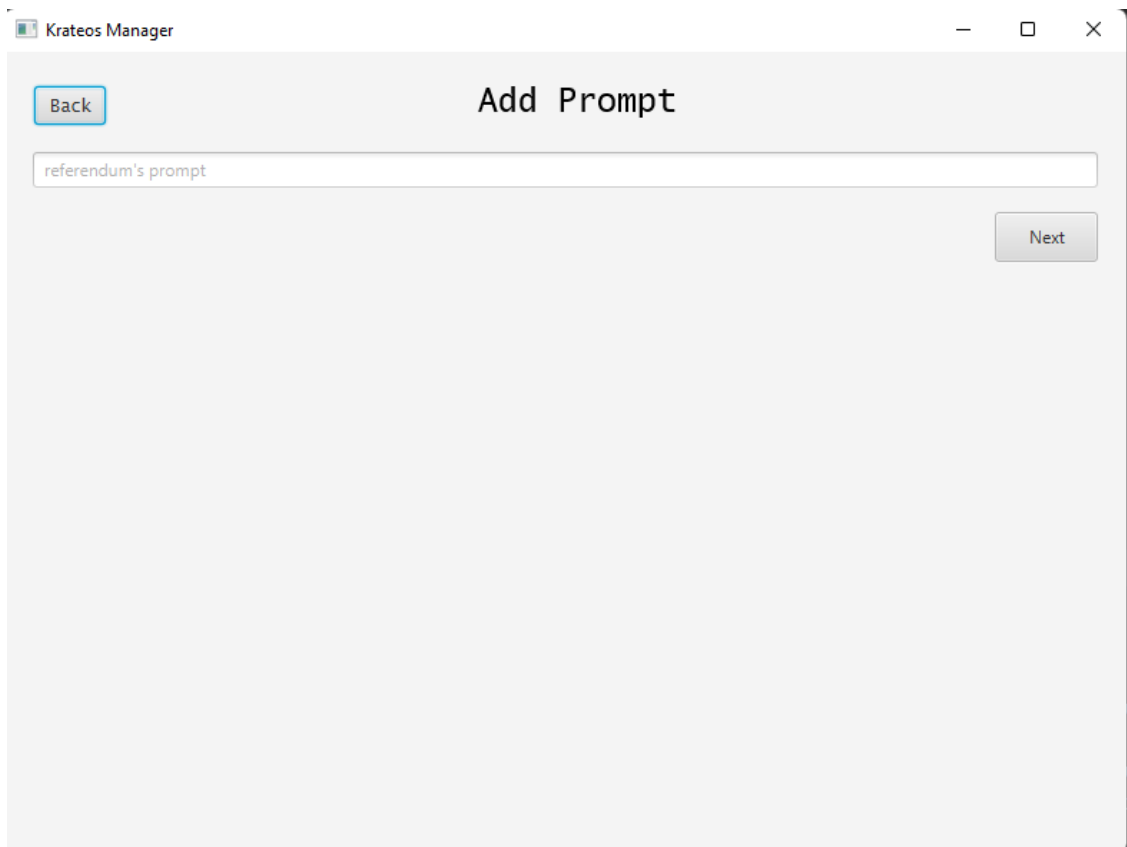 Krateos Manager
Back
Add Prompt
referendum's prompt
Next